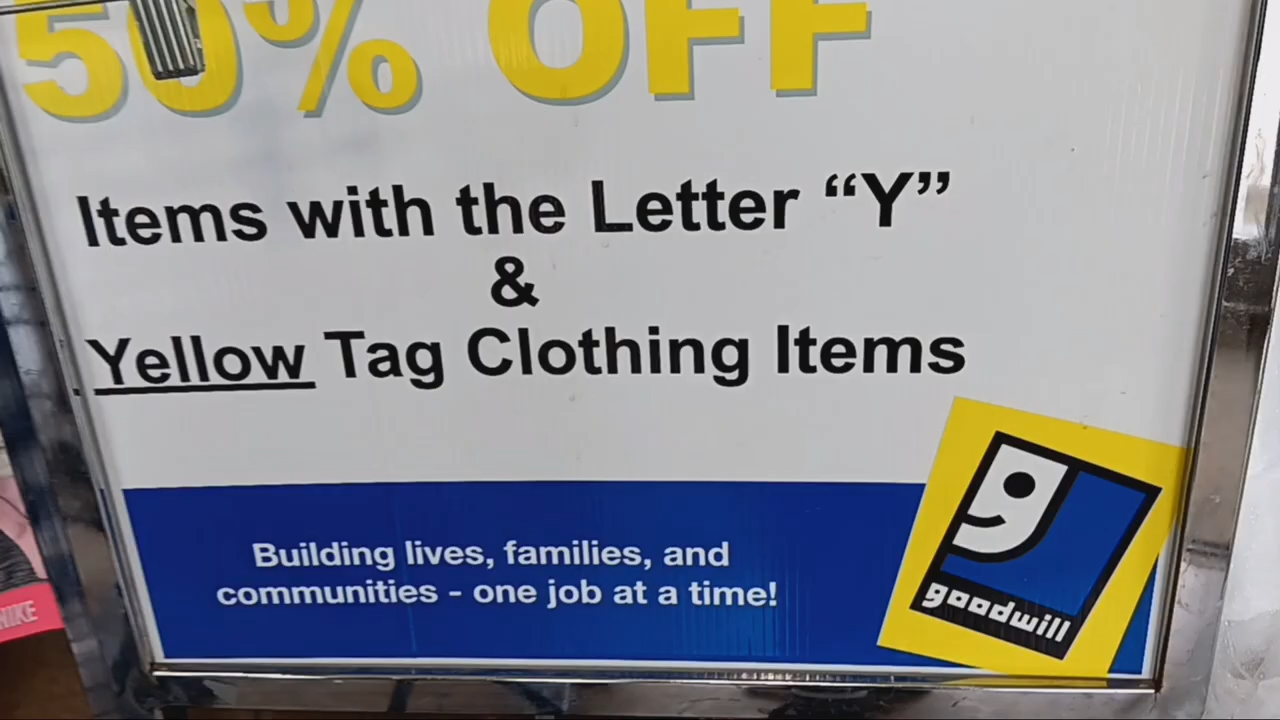 50% OFF
Items with the Letter “Y”
&
Yellow Tag Clothing Items
Building lives, families, and
communities - one job at a time!
goodwill
NIKE